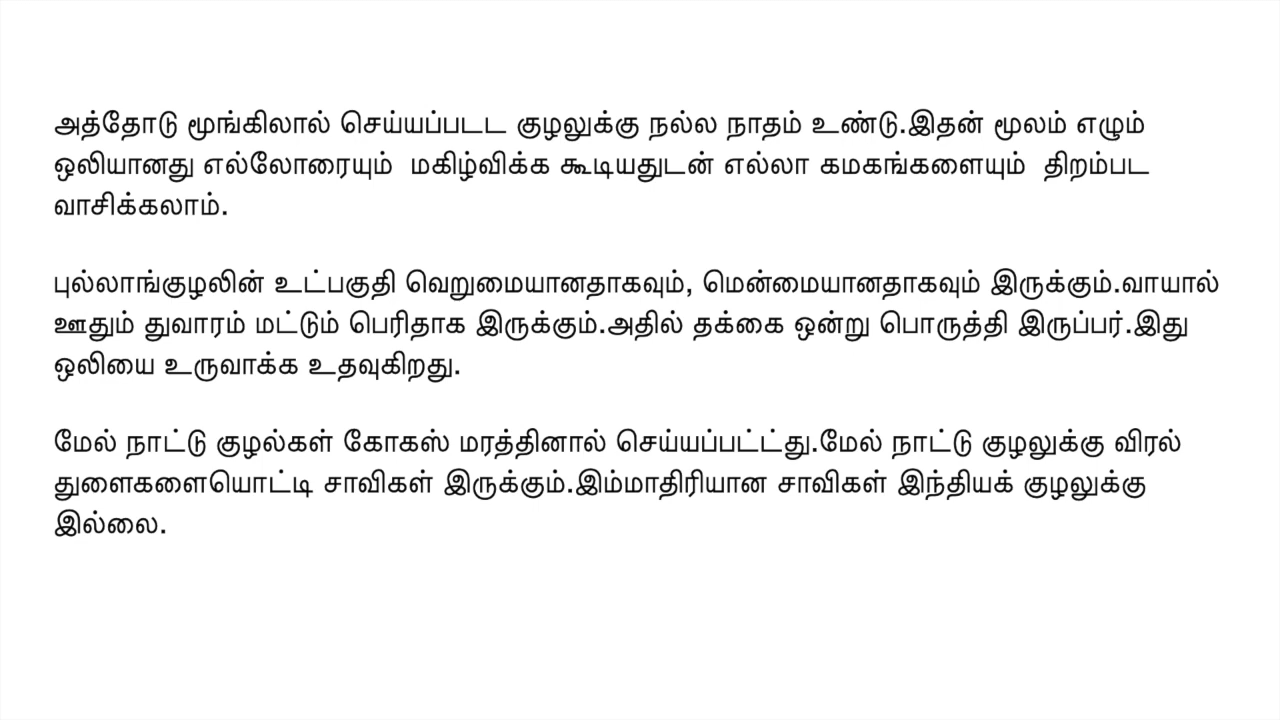 அத்தோடு மூங்கிலால் செய்யப்படட குழலுக்கு நல்ல நாதம் உண்டு.இதன் மூலம் எழும்
ஒலியானது எல்லோரையும்  மகிழ்விக்க கூடியதுடன் எல்லா கமகங்களையும்  திறம்பட
வாசிக்கலாம்.
புல்லாங்குழலின் உட்பகுதி வெறுமையானதாகவும், மென்மையானதாகவும் இருக்கும்.வாயால்
ஊதும் துவாரம் மட்டும் பெரிதாக இருக்கும்.அதில் தக்கை ஒன்று பொருத்தி இருப்பர்.இது
ஒலியை உருவாக்க உதவுகிறது.
மேல் நாட்டு குழல்கள் கோகஸ் மரத்தினால் செய்யப்பட்ட்து.மேல் நாட்டு குழலுக்கு விரல்
துளைகளையொட்டி சாவிகள் இருக்கும்.இம்மாதிரியான சாவிகள் இந்தியக் குழலுக்கு
இல்லை.